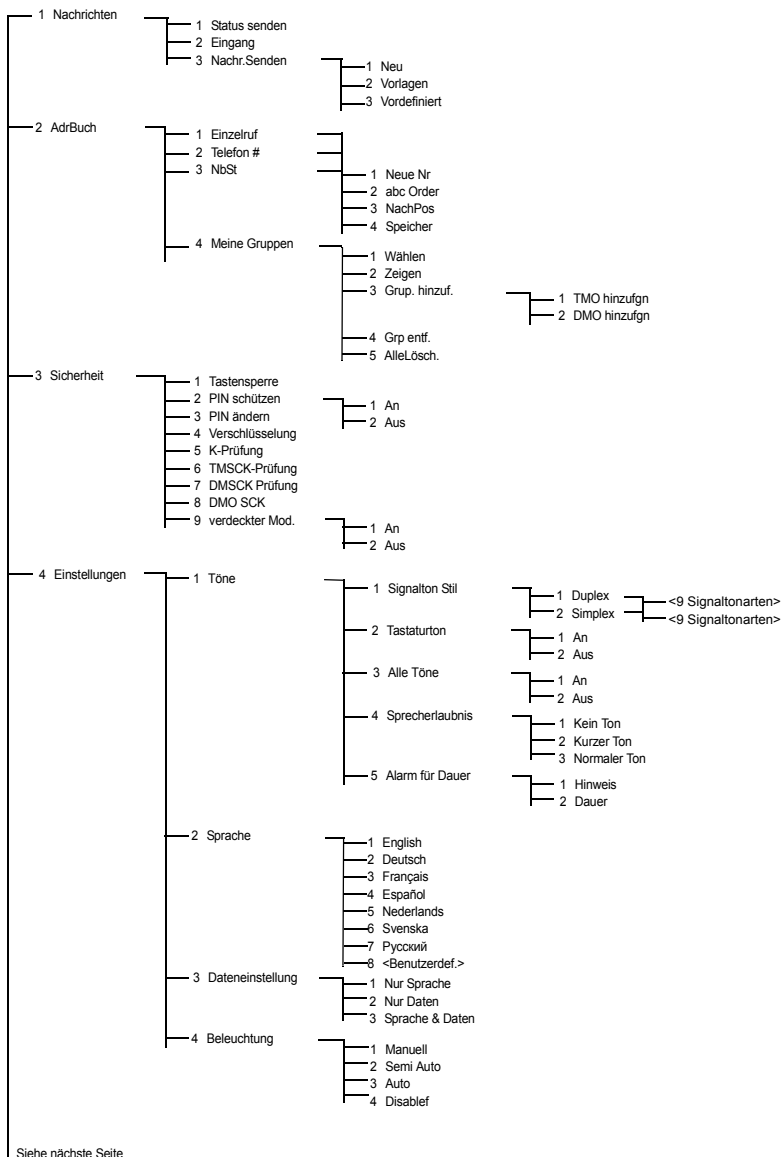 1 Nachrichten
1 Status senden
2 Eingang
3 Nachr.Senden
1 Neu
2 Vorlagen
3 Vordefiniert
2 AdrBuch
1 Einzelruf
2 Telefon #
3 NbSt
1 Neue Nr
2 abc Order
3 NachPos
4 Speicher
4 Meine Gruppen
1 Wählen
2 Zeigen
3 Grup. hinzuf.
1 TMO hinzufgn
2 DMO hinzufgn
4 Grp entf.
5 AlleLösch.
3 Sicherheit
1 Tastensperre
2 PIN schützen
1 An
2 Aus
3 PIN ändern
4 Verschlüsselung
5 K-Prüfung
6 TMSCK-Prüfung
7 DMSCK Prüfung
8 DMO SCK
9 verdeckter Mod.
1 An
2 Aus
4 Einstellungen
1 Töne
1 Signalton Stil
1 Duplex
<9 Signaltonarten>
2 Simplex
<9 Signaltonarten>
2 Tastaturton
1 An
2 Aus
3 Alle Töne
1 An
2 Aus
4 Sprecherlaubnis
1 Kein Ton
2 Kurzer Ton
3 Normaler Ton
5 Alarm für Dauer
1 Hinweis
2 Dauer
2 Sprache
1 English
2 Deutsch
3 Français
4 Español
5 Nederlands
6 Svenska
7 Русский
8 <Benutzerdef.>
3 Dateneinstellung
1 Nur Sprache
2 Nur Daten
3 Sprache & Daten
4 Beleuchtung
1 Manuell
2 Semi Auto
3 Auto
4 Disablef
Siehe nächste Seite